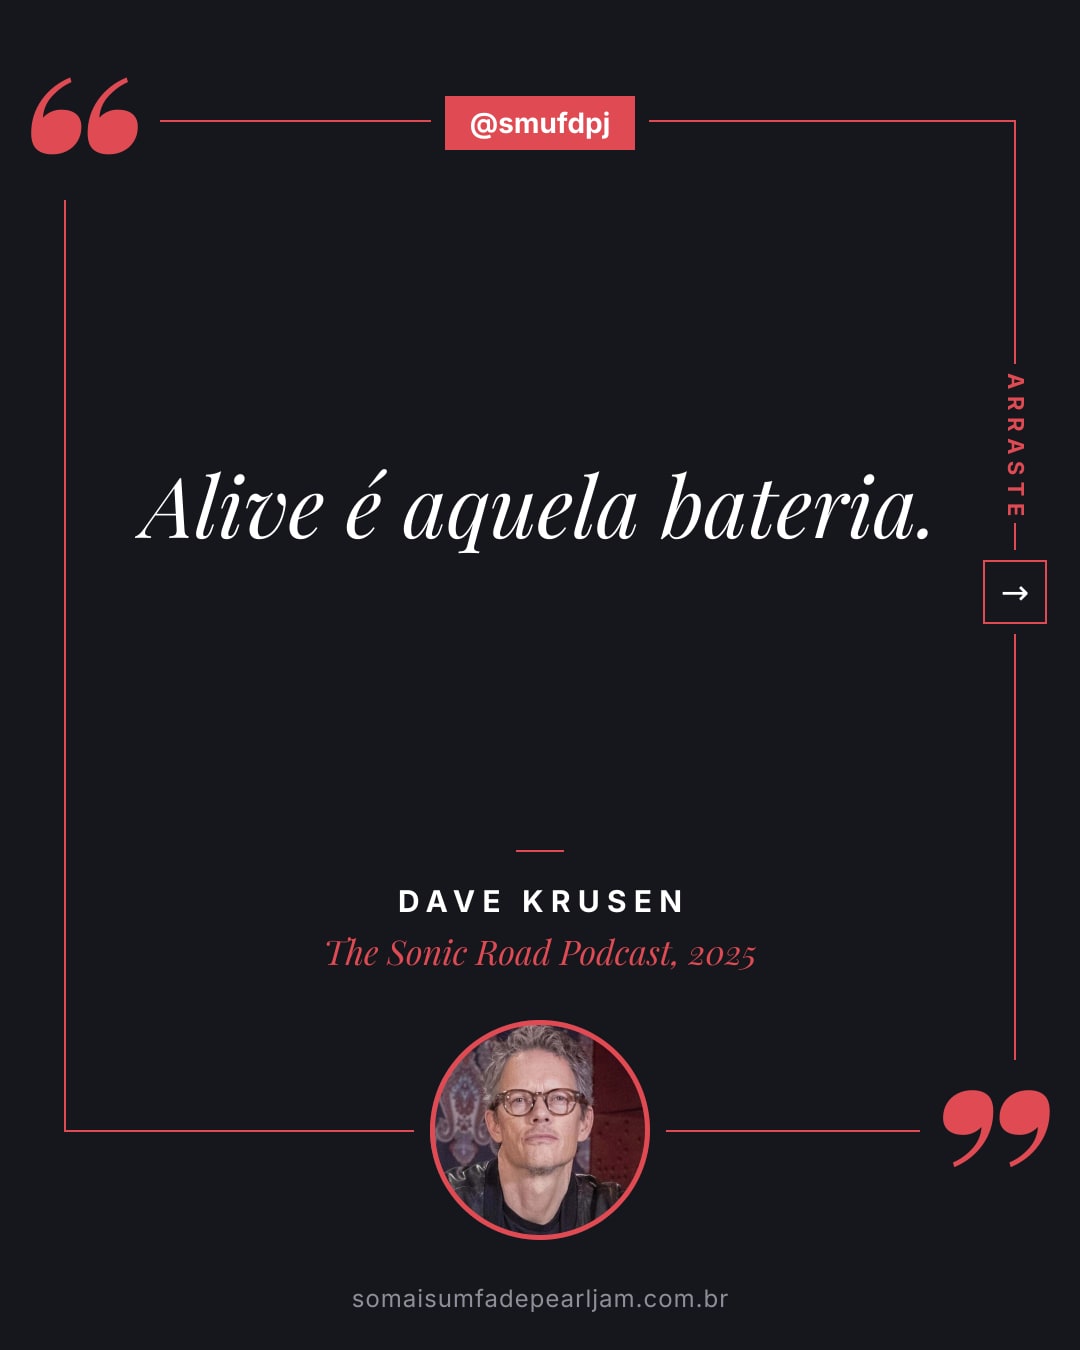 @smufdpj
ARRASTE
→
Alive é aquela bateria.
DAVE KRUSEN
The Sonic Road Podcast, 2025
somaisumfadepearljam.com.br